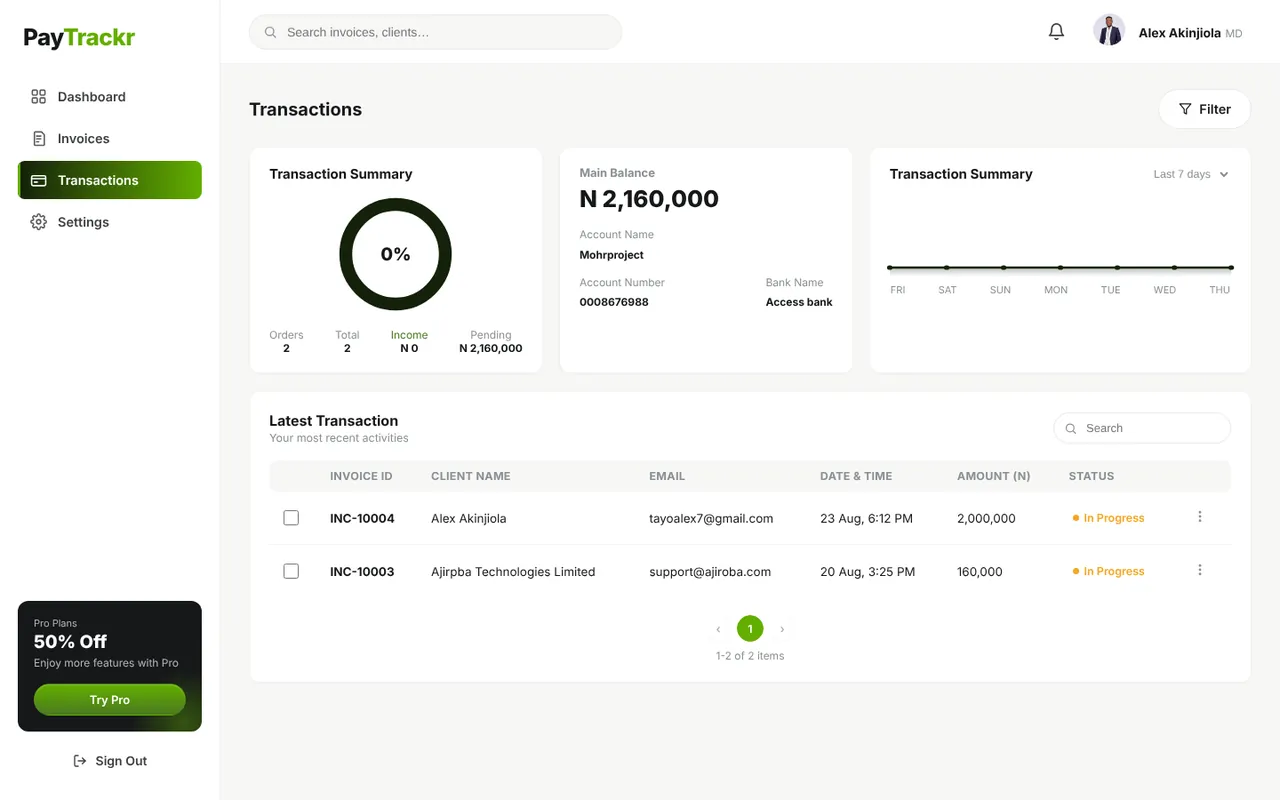 PayTrackr
Search invoices, clients...
Alex Akinjiola MD
Dashboard
Invoices
Transactions
Settings
Pro Plans
50% Off
Enjoy more features with Pro
Try Pro
Sign Out
Transactions
Filter
Transaction Summary
0%
Orders Total Income Pending
2 2 N 0 N 2,160,000
Main Balance
N 2,160,000
Account Name
Mohrproject
Account Number Bank Name
0008676988 Access bank
Transaction Summary
Last 7 days
FRI SAT SUN MON TUE WED THU
Latest Transaction
Your most recent activities
Search
INVOICE ID CLIENT NAME EMAIL DATE & TIME AMOUNT (N) STATUS
INC-10004 Alex Akinjiola tayoalex7@gmail.com 23 Aug, 6:12 PM 2,000,000 In Progress
INC-10003 Ajirpba Technologies Limited support@ajiroba.com 20 Aug, 3:25 PM 160,000 In Progress
‹ 1 ›
1-2 of 2 items